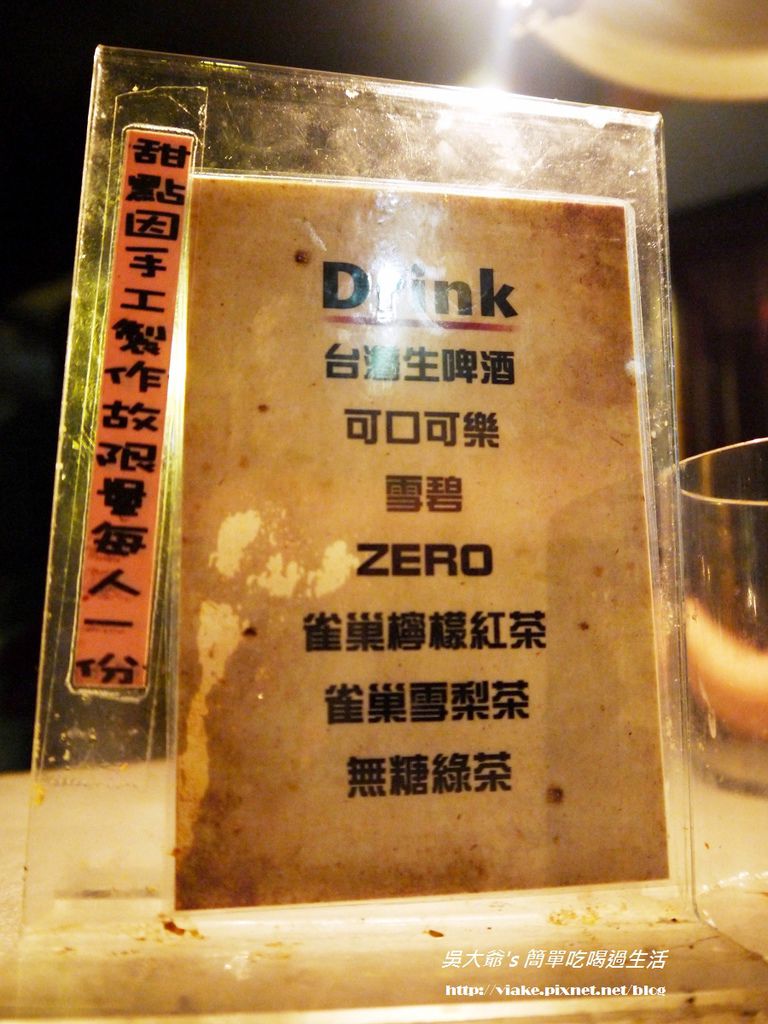 甜點因手工製作故限量每人一份
Drink
台灣生啤酒
可口可樂
雪碧
ZERO
雀巢檸檬紅茶
雀巢雪梨茶
無糖綠茶
吳大爺's 簡單吃喝過生活
http://viake.pixnet.net/blog